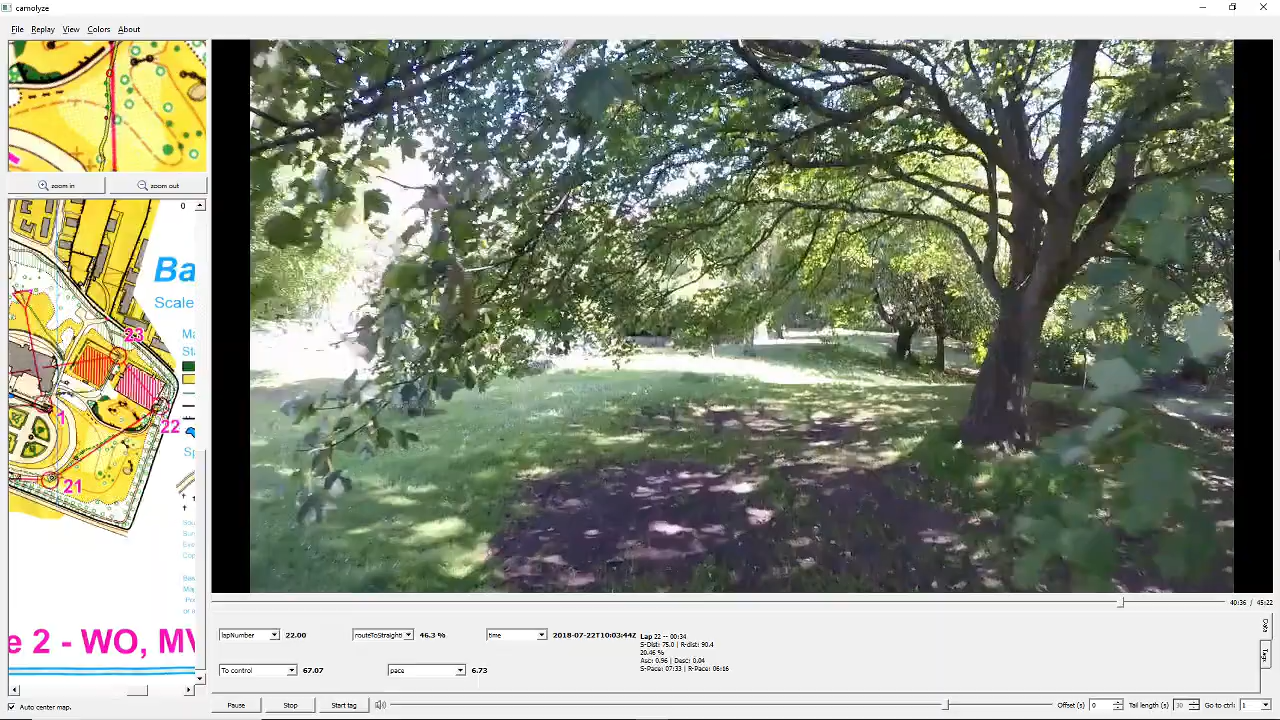 camolyze
File Replay View Colors About
zoom in zoom out
0
Ba
Scale
Ma
Sta
23
1
22
Sp
21
e 2 - WO, MV
Auto center map.
40:36 / 45:22
lapNumber 22.00 routeToStraight 46.3 % time 2018-07-22T10:03:44Z
To control 67.07 pace 6.73
Lap 22 -- 00:34
S-Dist: 75.0 | R-dist: 90.4
20.46 %
Asc: 0.96 | Desc: 0.04
S-Pace: 07:33 | R-Pace: 06:16
Tags
Pause Stop Start tag Offset (s) 0 Tail length (s) 30 Go to ctrl: 1